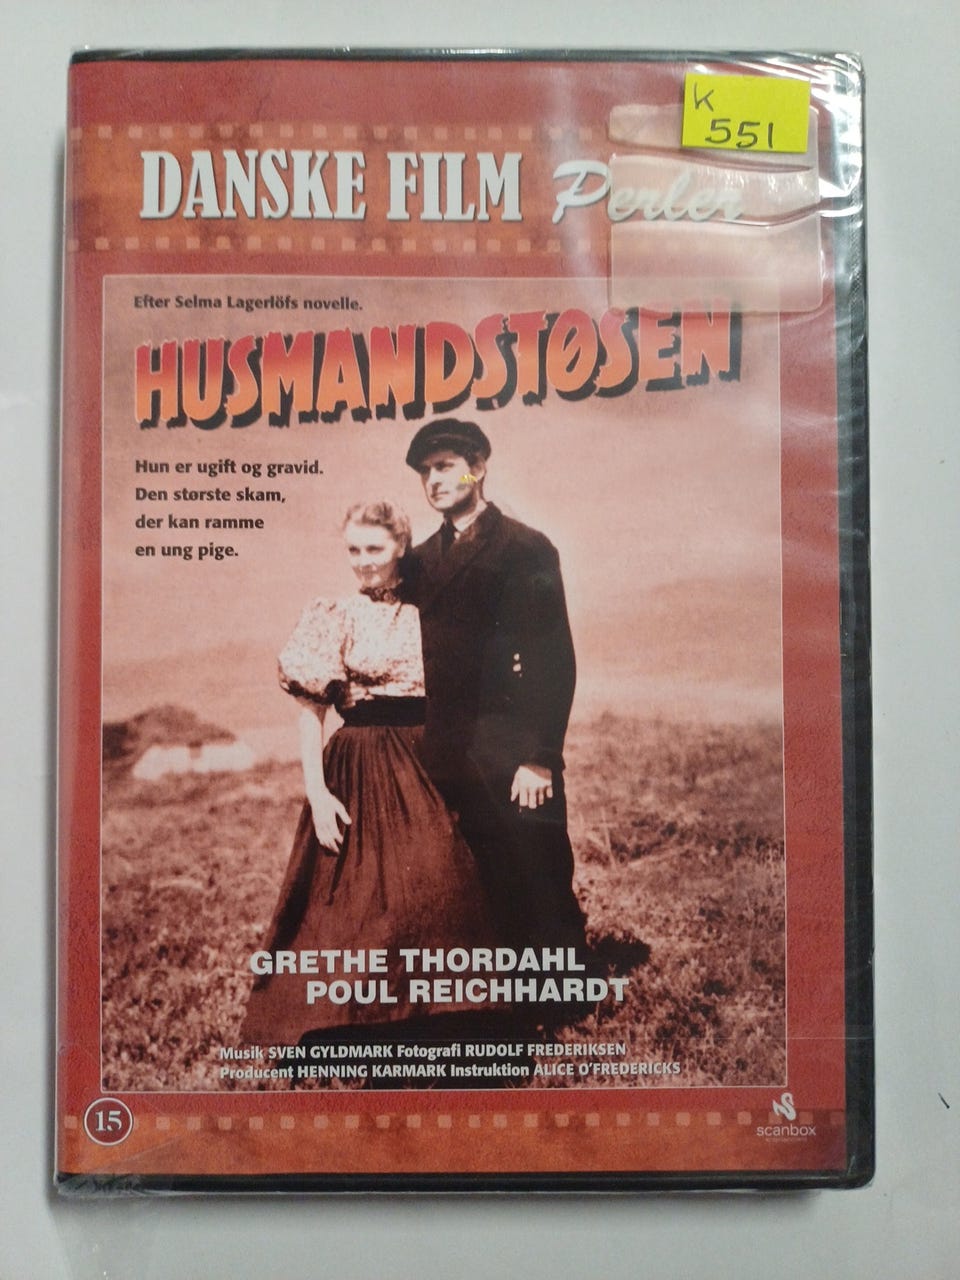 K
551
DANSKE FILM Perler
Efter Selma Lagerlöfs novelle.
HUSMANDSTØSEN
Hun er ugift og gravid.
Den største skam,
der kan ramme
en ung pige.
GRETHE THORDAHL
POUL REICHHARDT
Musik SVEN GYLDMARK Fotografi RUDOLF FREDERIKSEN
Producent HENNING KARMARK Instruktion ALICE O'FREDERICKS
15
scanbox
entertainment